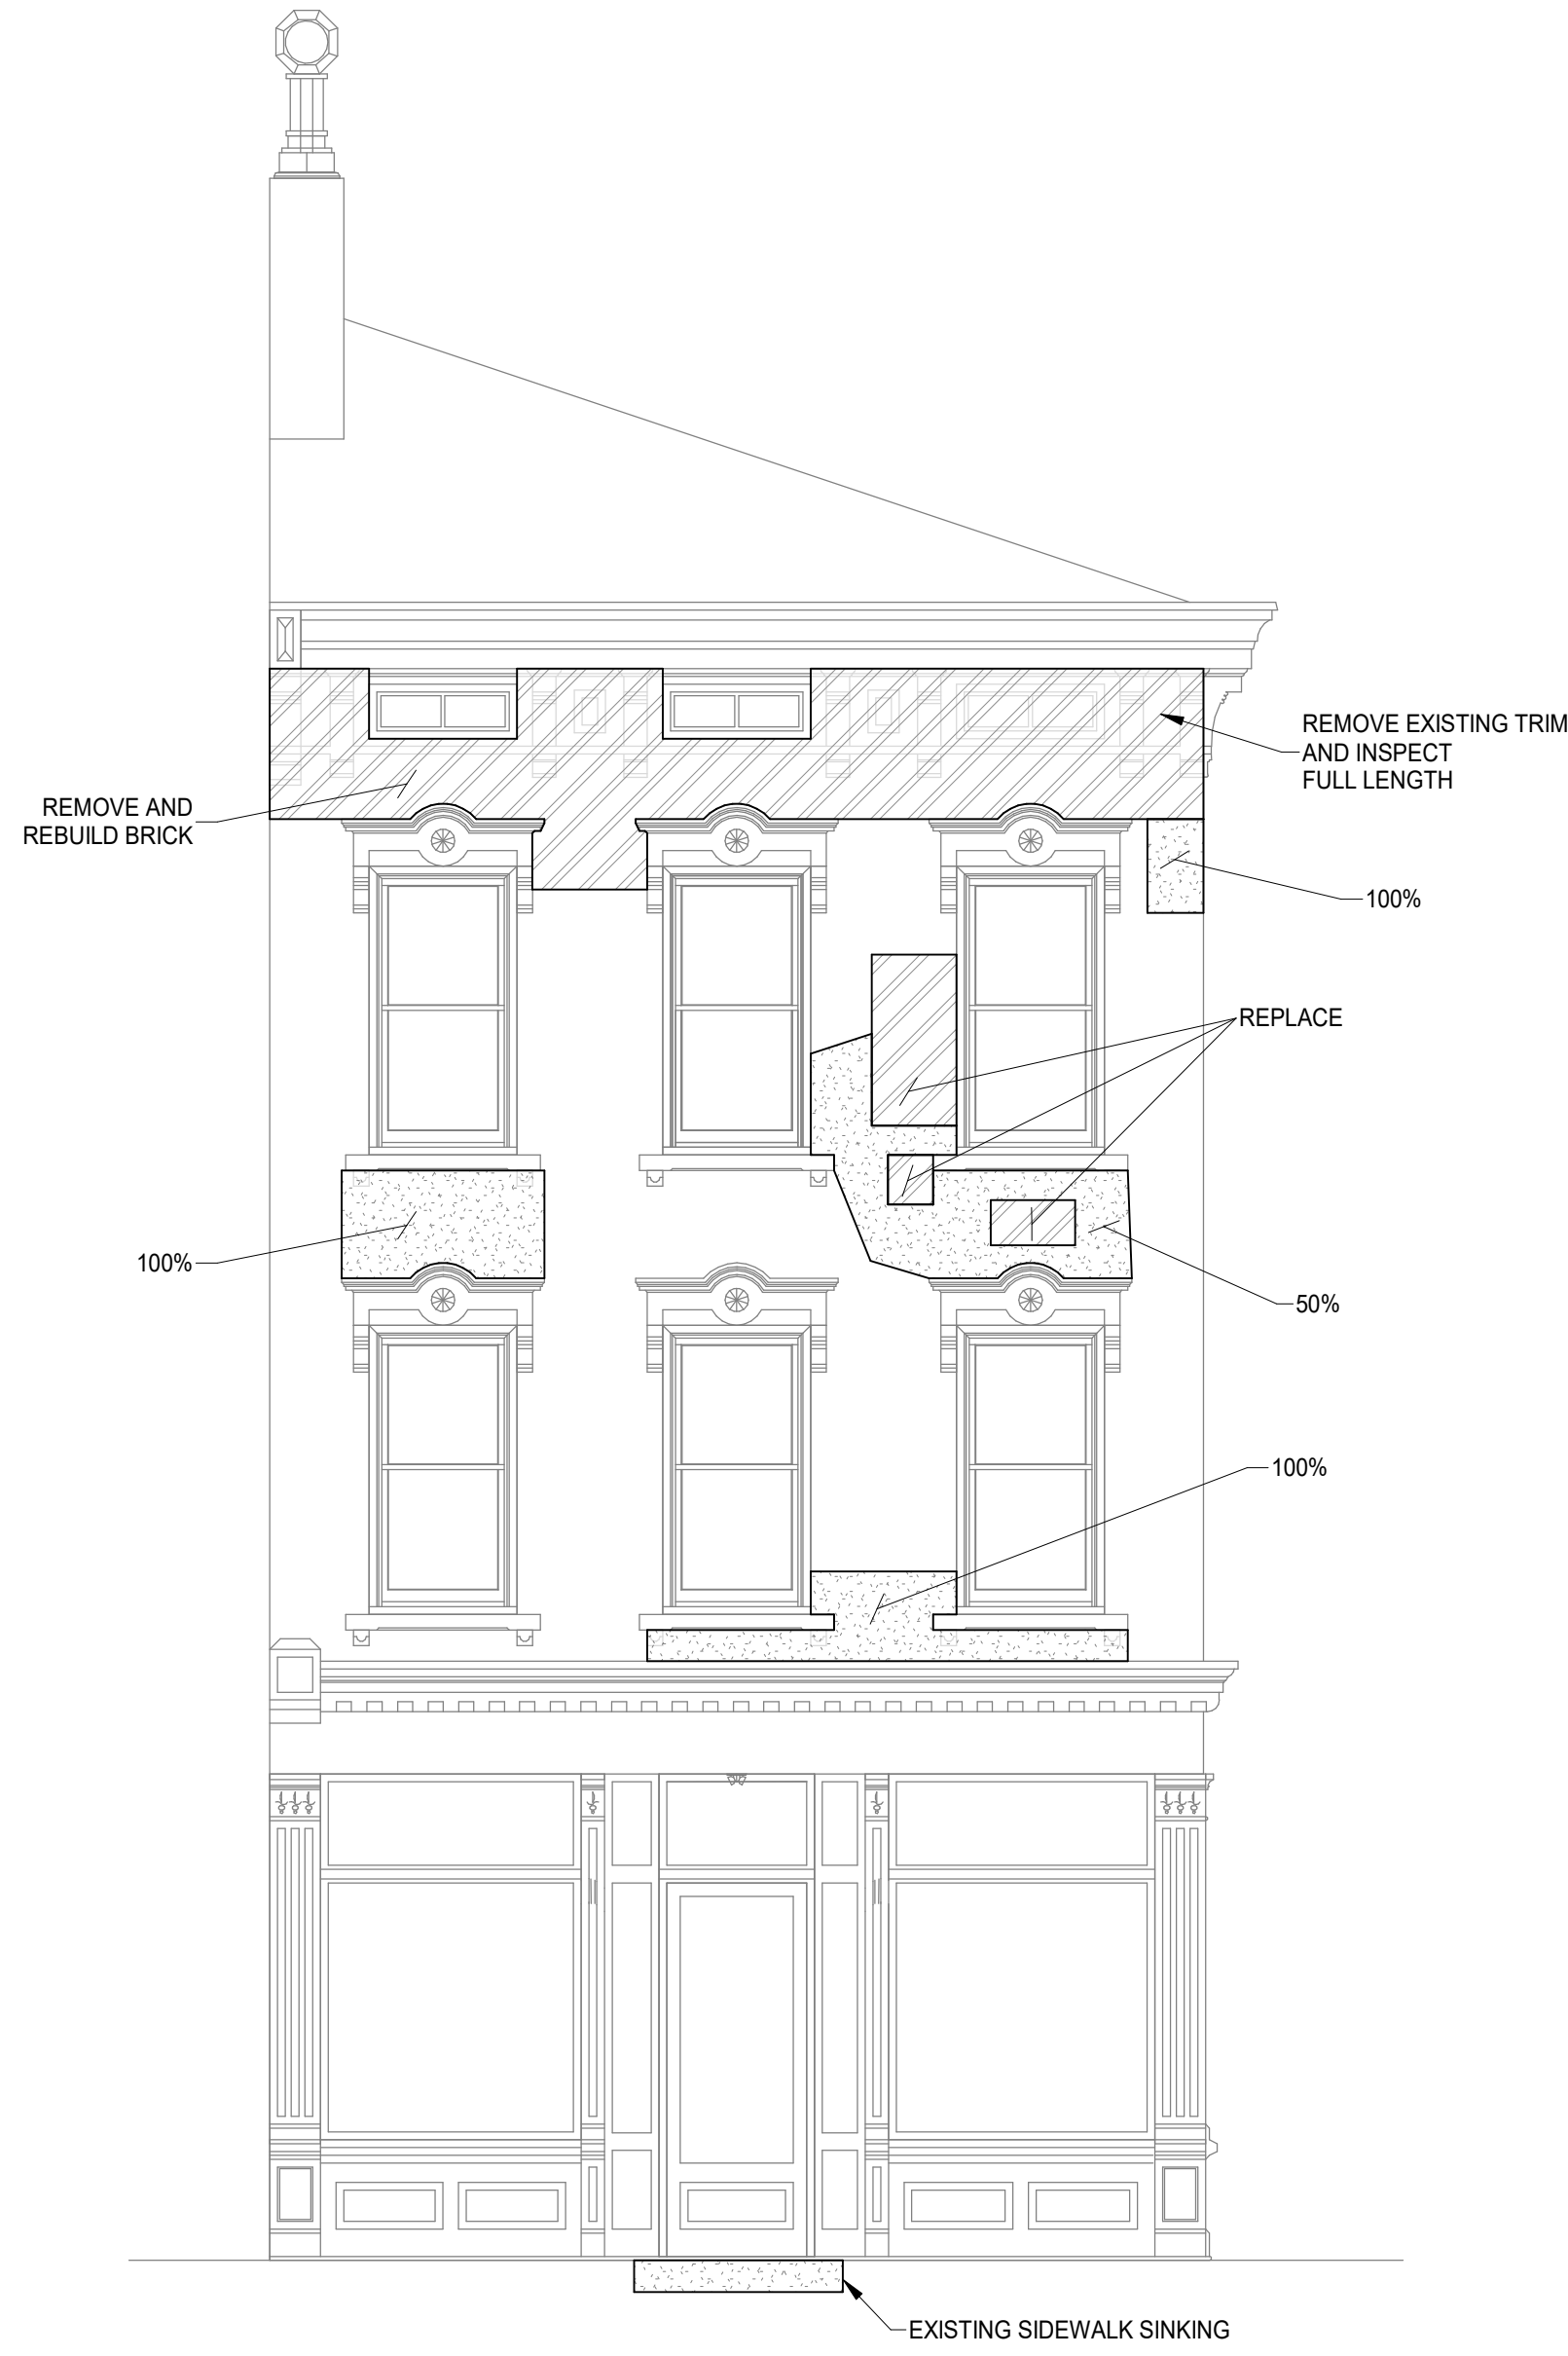 REMOVE EXISTING TRIM
AND INSPECT
FULL LENGTH
REMOVE AND
REBUILD BRICK
100%
REPLACE
100%
50%
100%
EXISTING SIDEWALK SINKING